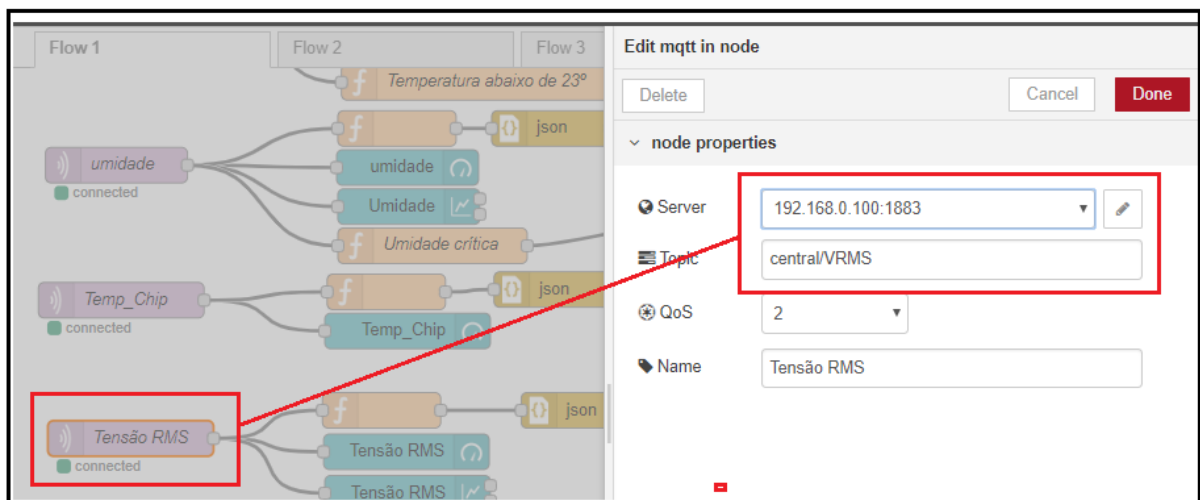 Flow 1
Flow 2
Flow 3
Temperatura abaixo de 23º
json
umidade
connected
umidade
Umidade
Umidade crítica
Temp_Chip
connected
json
Temp_Chip
Tensão RMS
connected
json
Tensão RMS
Tensão RMS
Edit mqtt in node
Delete
Cancel
Done
node properties
Server
192.168.0.100:1883
Topic
central/VRMS
QoS
2
Name
Tensão RMS